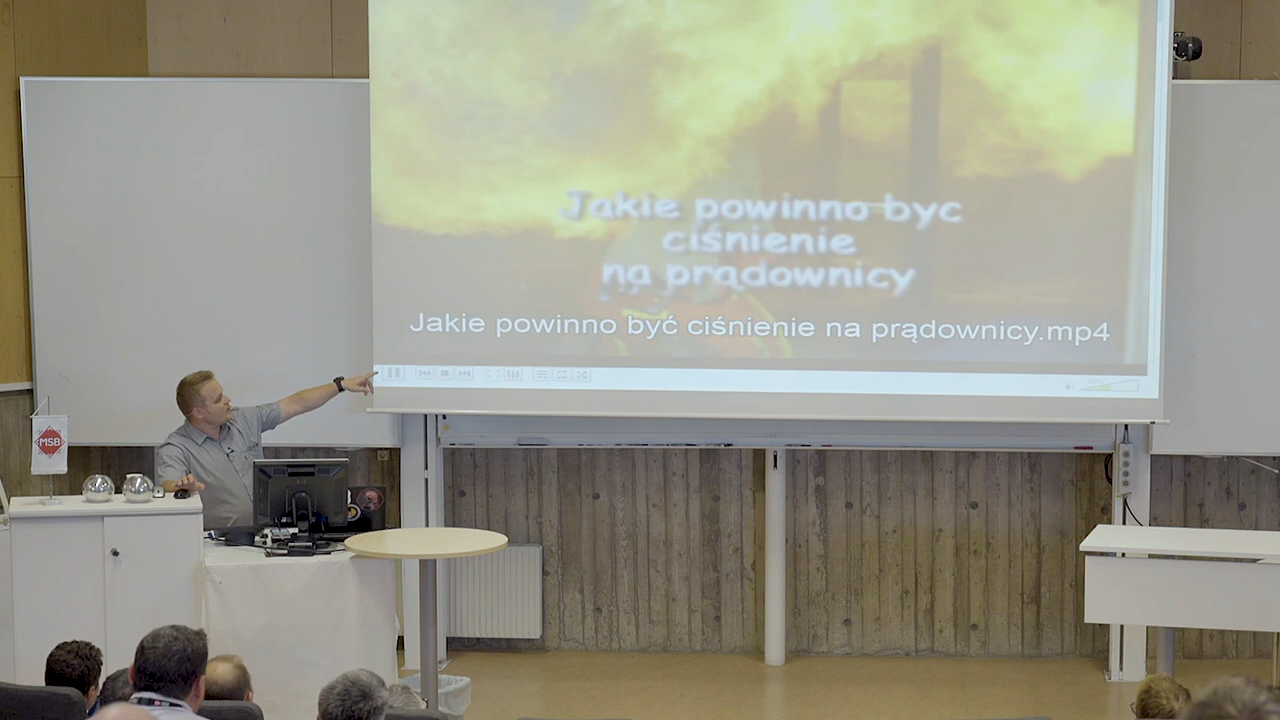 Jakie powinno byc
ciśnienie
na prądownicy
Jakie powinno być ciśnienie na prądownicy.mp4
MSB